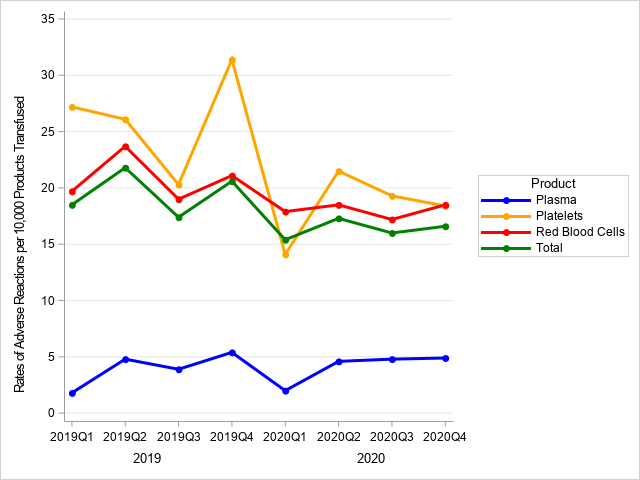 35
30
25
20
15
10
5
0
Rates of Adverse Reactions per 10,000 Products Transfused
2019Q1 2019Q2 2019Q3 2019Q4 2020Q1 2020Q2 2020Q3 2020Q4
2019 2020
Product
Plasma
Platelets
Red Blood Cells
Total